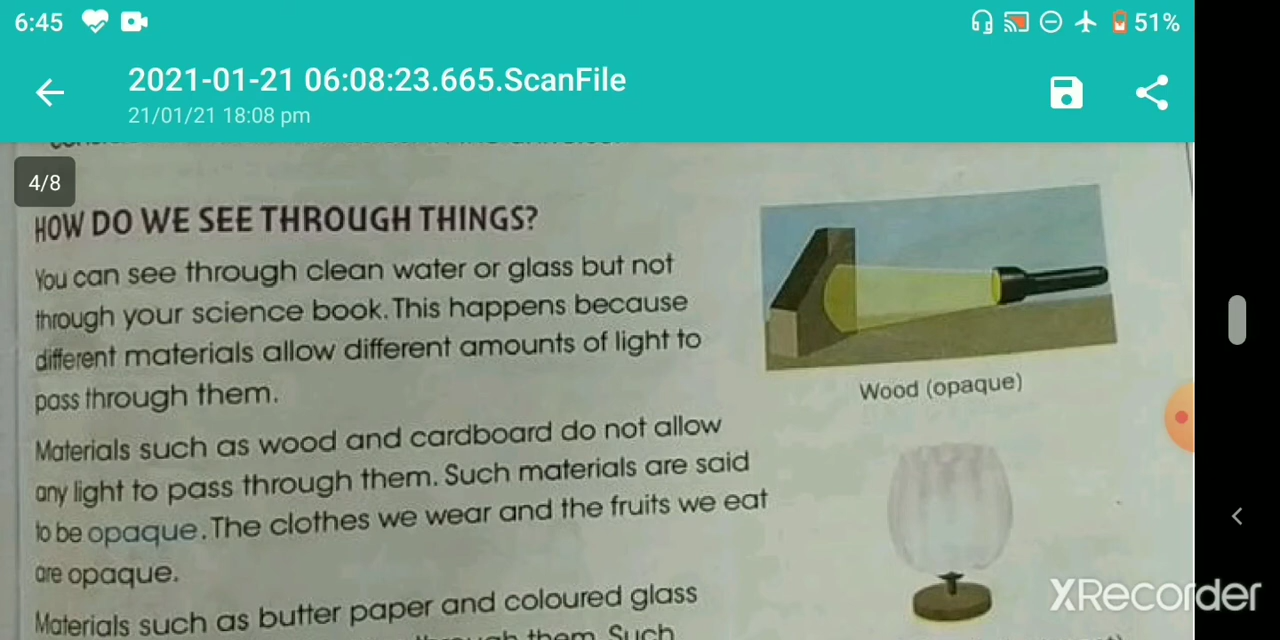 6:45
51%
2021-01-21 06:08:23.665.ScanFile
21/01/21 18:08 pm
4/8
HOW DO WE SEE THROUGH THINGS?
You can see through clean water or glass but not
through your science book. This happens because
different materials allow different amounts of light to
pass through them.
Wood (opaque)
Materials such as wood and cardboard do not allow
any light to pass through them. Such materials are said
to be opaque. The clothes we wear and the fruits we eat
are opaque.
Materials such as butter paper and coloured glass
through them. Such
XRecorder